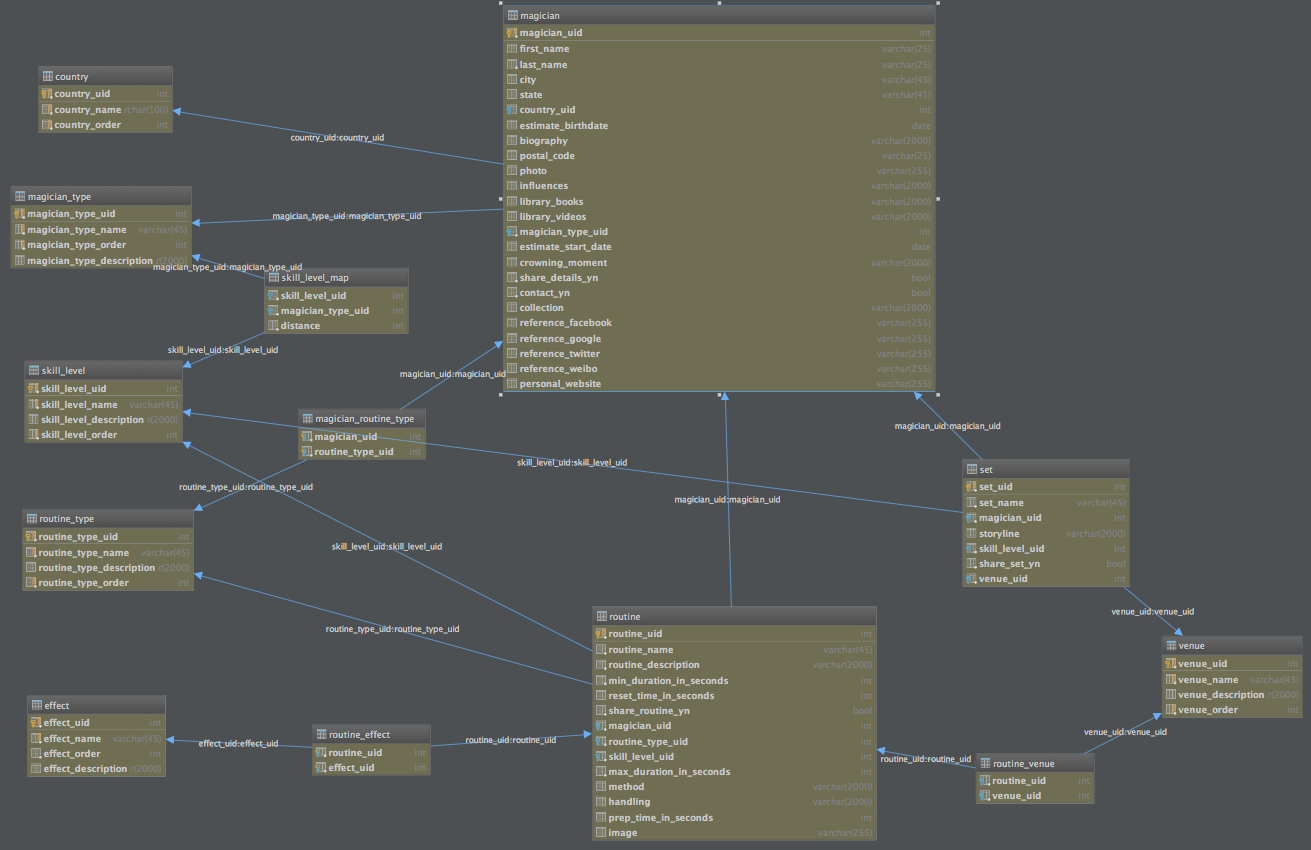 magician
magician_uid int
first_name varchar(25)
last_name varchar(25)
city varchar(45)
state varchar(45)
country_uid int
estimate_birthdate date
biography varchar(2000)
postal_code varchar(25)
photo varchar(255)
influences varchar(2000)
library_books varchar(2000)
library_videos varchar(2000)
magician_type_uid int
estimate_start_date date
crowning_moment varchar(2000)
share_details_yn bool
contact_yn bool
collection varchar(2000)
reference_facebook varchar(255)
reference_google varchar(255)
reference_twitter varchar(255)
reference_weibo varchar(255)
personal_website varchar(255)
country
country_uid int
country_name rchar(100)
country_order int
country_uid:country_uid
magician_type
magician_type_uid int
magician_type_name varchar(45)
magician_type_order int
magician_type_description r(2000)
magician_type_uid:magician_type_uid
magician_type_uid:magician_type_uid
skill_level_map
skill_level_uid int
magician_type_uid int
distance int
skill_level_uid:skill_level_uid
skill_level
skill_level_uid int
skill_level_name varchar(45)
skill_level_description r(2000)
skill_level_order int
magician_uid:magician_uid
magician_routine_type
magician_uid int
routine_type_uid int
routine_type_uid:routine_type_uid
skill_level_uid:skill_level_uid
magician_uid:magician_uid
magician_uid:magician_uid
set
set_uid int
set_name varchar(45)
magician_uid int
storyline varchar(2000)
skill_level_uid int
share_set_yn bool
venue_uid int
routine_type
routine_type_uid int
routine_type_name varchar(45)
routine_type_description r(2000)
routine_type_order int
skill_level_uid:skill_level_uid
routine_type_uid:routine_type_uid
venue_uid:venue_uid
routine
routine_uid int
routine_name varchar(45)
routine_description varchar(2000)
min_duration_in_seconds int
reset_time_in_seconds int
share_routine_yn bool
magician_uid int
routine_type_uid int
skill_level_uid int
max_duration_in_seconds int
method varchar(2000)
handling varchar(2000)
prep_time_in_seconds int
image varchar(255)
venue
venue_uid int
venue_name varchar(45)
venue_description r(2000)
venue_order int
venue_uid:venue_uid
effect
effect_uid int
effect_name varchar(45)
effect_order int
effect_description r(2000)
effect_uid:effect_uid
routine_effect
routine_uid int
effect_uid int
routine_uid:routine_uid
routine_uid:routine_uid
routine_venue
routine_uid int
venue_uid int